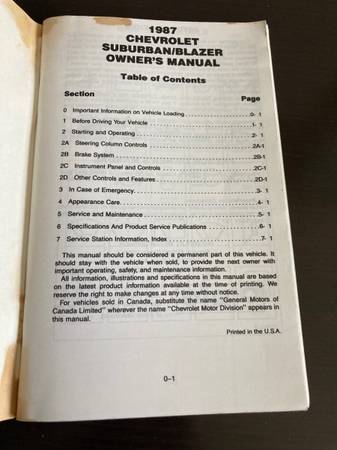 1987
CHEVROLET
SUBURBAN/BLAZER
OWNER'S MANUAL
Table of Contents
Section Page
0 Important Information on Vehicle Loading 0- 1
1 Before Driving Your Vehicle 1- 1
2 Starting and Operating 2- 1
2A Steering Column Controls 2A-1
2B Brake System 2B-1
2C Instrument Panel and Controls 2C-1
2D Other Controls and Features 2D-1
3 In Case of Emergency 3- 1
4 Appearance Care 4- 1
5 Service and Maintenance 5- 1
6 Specifications And Product Service Publications 6- 1
7 Service Station Information, Index 7- 1
This manual should be considered a permanent part of this vehicle. It
should stay with the vehicle when sold, to provide the next owner with
important operating, safety, and maintenance information.
All information, illustrations and specifications in this manual are based
on the latest product information available at the time of printing. We
reserve the right to make changes at any time without notice.
For vehicles sold in Canada, substitute the name "General Motors of
Canada Limited" wherever the name "Chevrolet Motor Division" appears in
this manual.
Printed in the U.S.A.
0–1